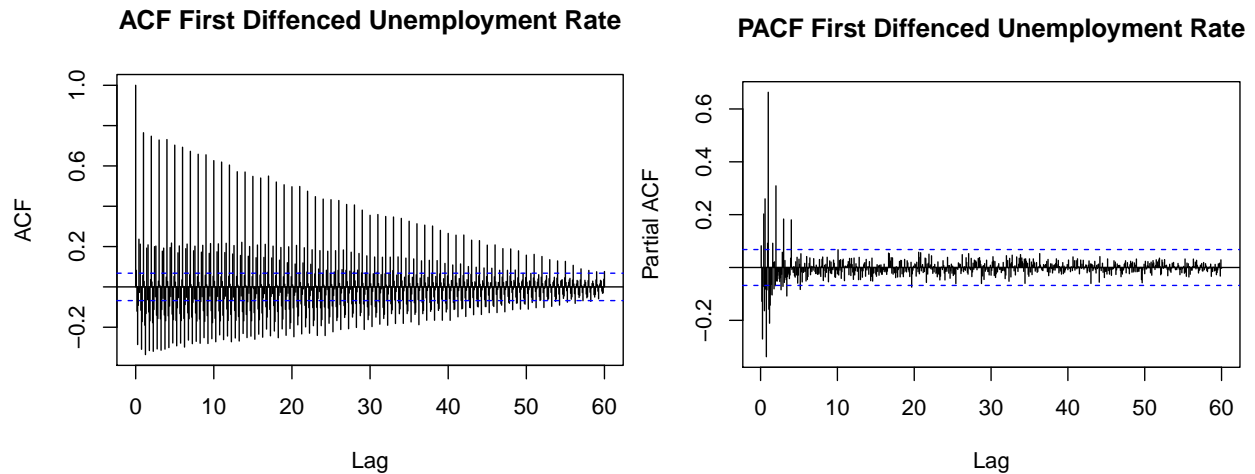 ACF First Diffenced Unemployment Rate
ACF
1.0
0.6
0.2
−0.2
0 10 20 30 40 50 60
Lag
PACF First Diffenced Unemployment Rate
Partial ACF
0.6
0.4
0.2
−0.2
0 10 20 30 40 50 60
Lag